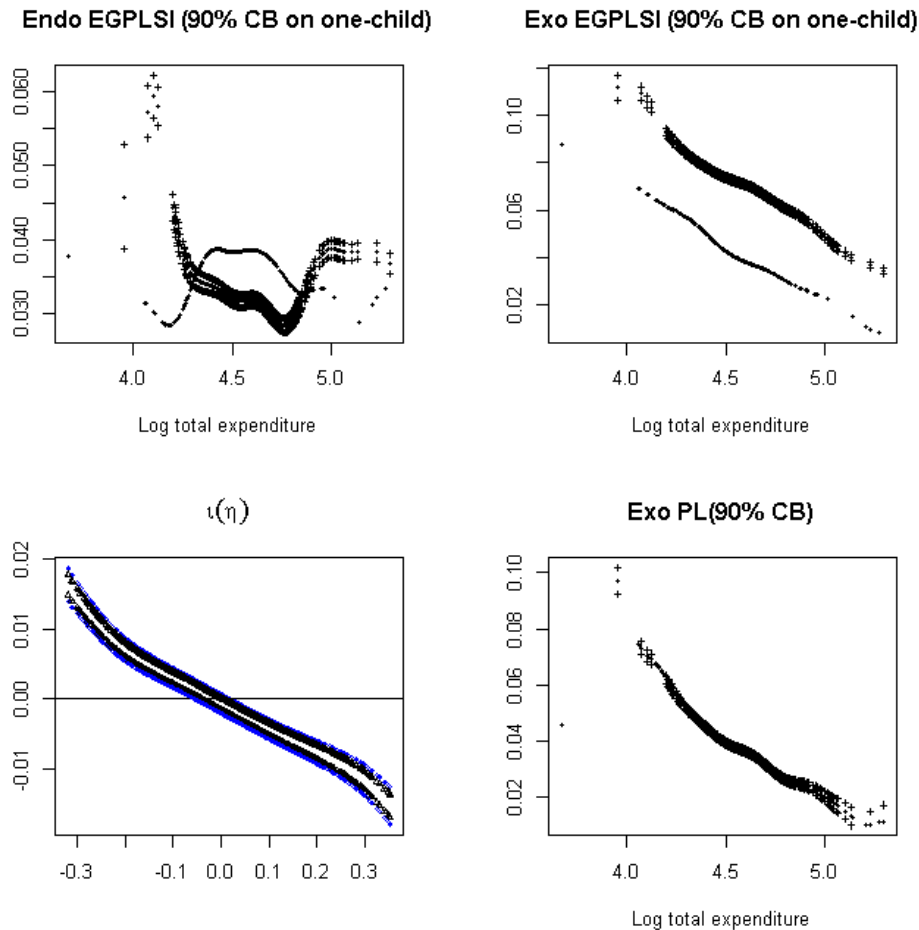 Endo EGPLSI (90% CB on one-child)
0.060
0.050
0.040
0.030
4.0 4.5 5.0
Log total expenditure
Exo EGPLSI (90% CB on one-child)
0.10
0.06
0.02
4.0 4.5 5.0
Log total expenditure
ι(η)
0.02
0.01
0.00
-0.01
-0.3 -0.1 0.0 0.1 0.2 0.3
Exo PL(90% CB)
0.10
0.08
0.06
0.04
0.02
4.0 4.5 5.0
Log total expenditure